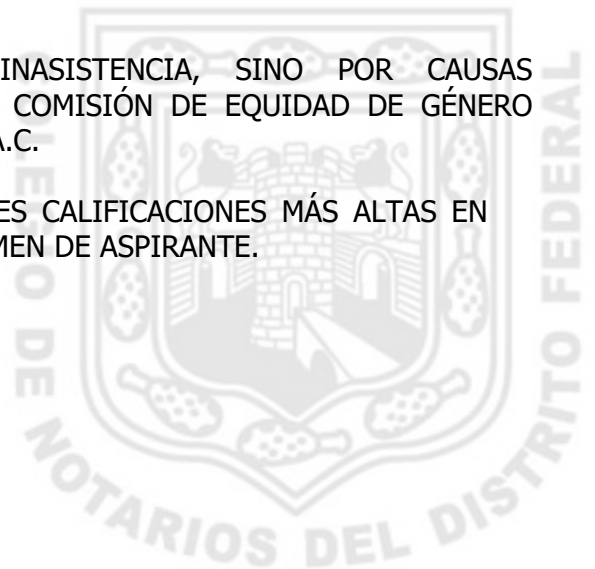 INASISTENCIA, SINO POR CAUSAS
COMISIÓN DE EQUIDAD DE GÉNERO
A.C.
ES CALIFICACIONES MÁS ALTAS EN
MEN DE ASPIRANTE.
DE NOTARIOS DEL DISTRITO FEDERAL